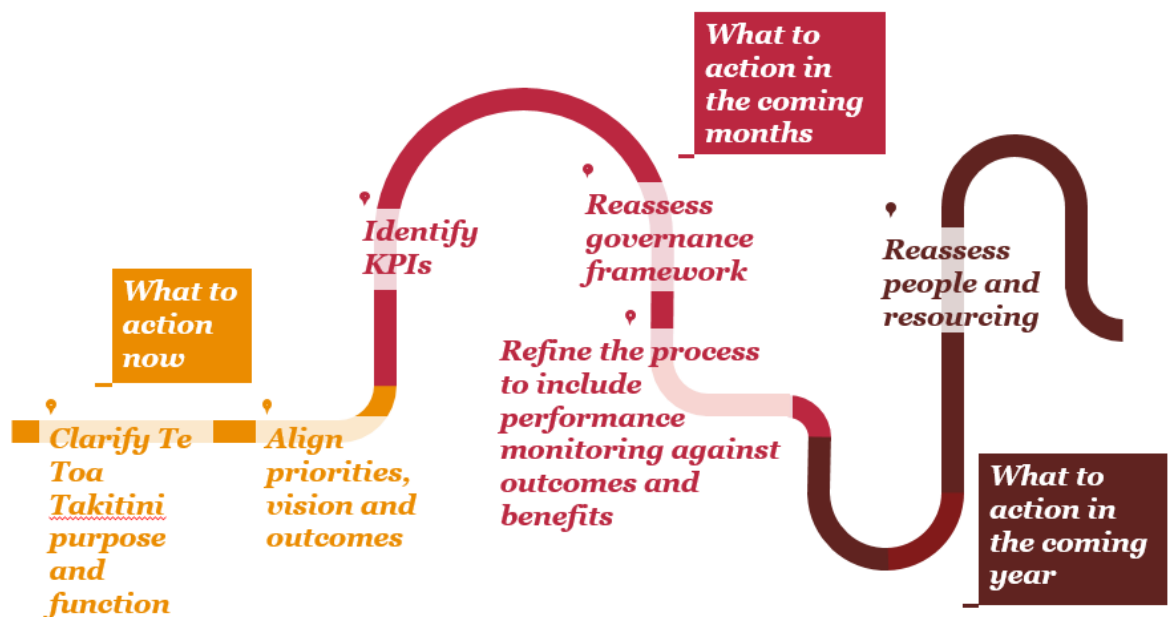 What to
action
now
Clarify Te
Toa
Takitini
purpose
and
function
Align
priorities,
vision and
outcomes
Identify
KPIs
What to
action in
the coming
months
Reassess
governance
framework
Refine the process
to include
performance
monitoring against
outcomes and
benefits
Reassess
people and
resourcing
What to
action in
the coming
year